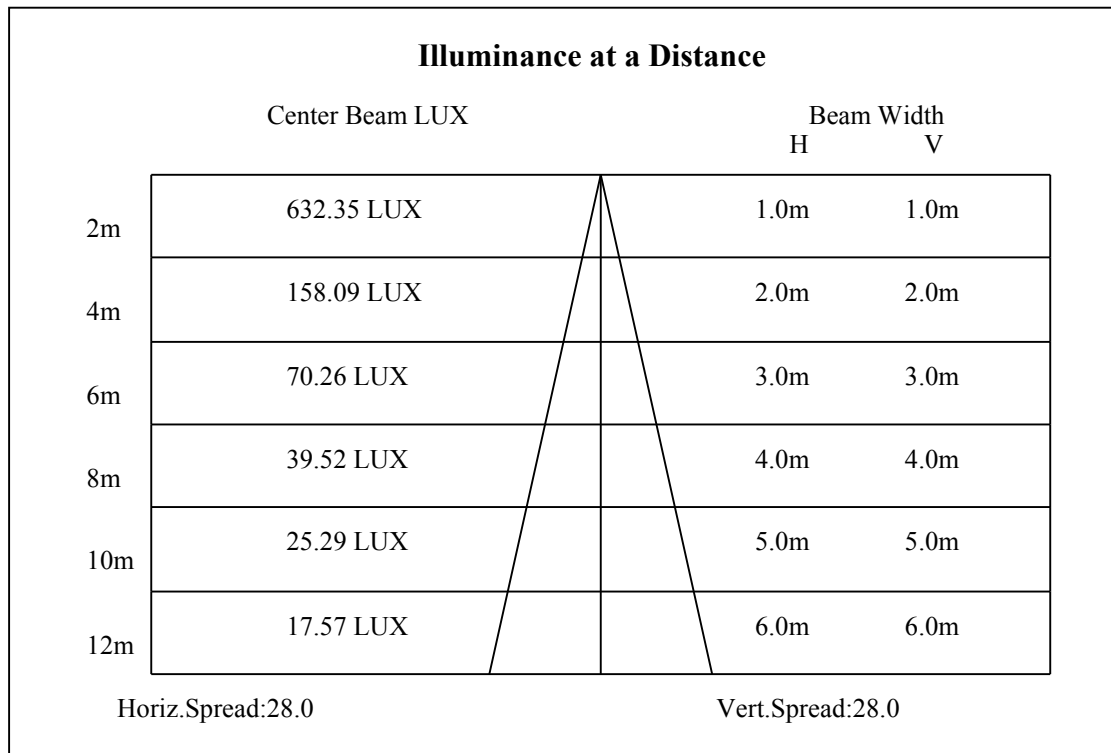 Illuminance at a Distance
Center Beam LUX Beam Width
H V
2m 632.35 LUX 1.0m 1.0m
4m 158.09 LUX 2.0m 2.0m
6m 70.26 LUX 3.0m 3.0m
8m 39.52 LUX 4.0m 4.0m
10m 25.29 LUX 5.0m 5.0m
12m 17.57 LUX 6.0m 6.0m
Horiz.Spread:28.0 Vert.Spread:28.0